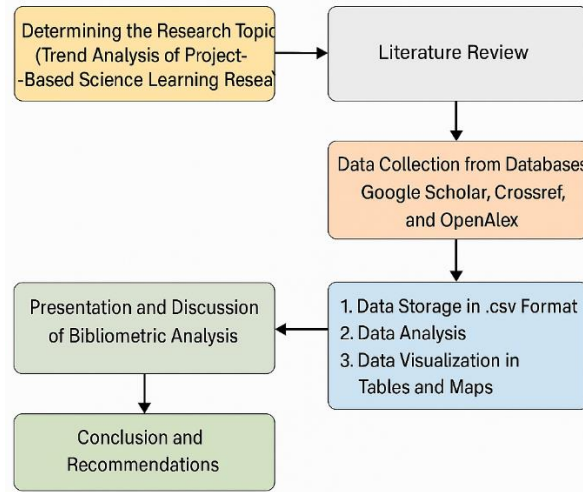 Determining the Research Topic
(Trend Analysis of Project-
-Based Science Learning Resea
Literature Review
Data Collection from Databases
Google Scholar, Crossref,
and OpenAlex
1. Data Storage in .csv Format
2. Data Analysis
3. Data Visualization in
Tables and Maps
Presentation and Discussion
of Bibliometric Analysis
Conclusion and
Recommendations